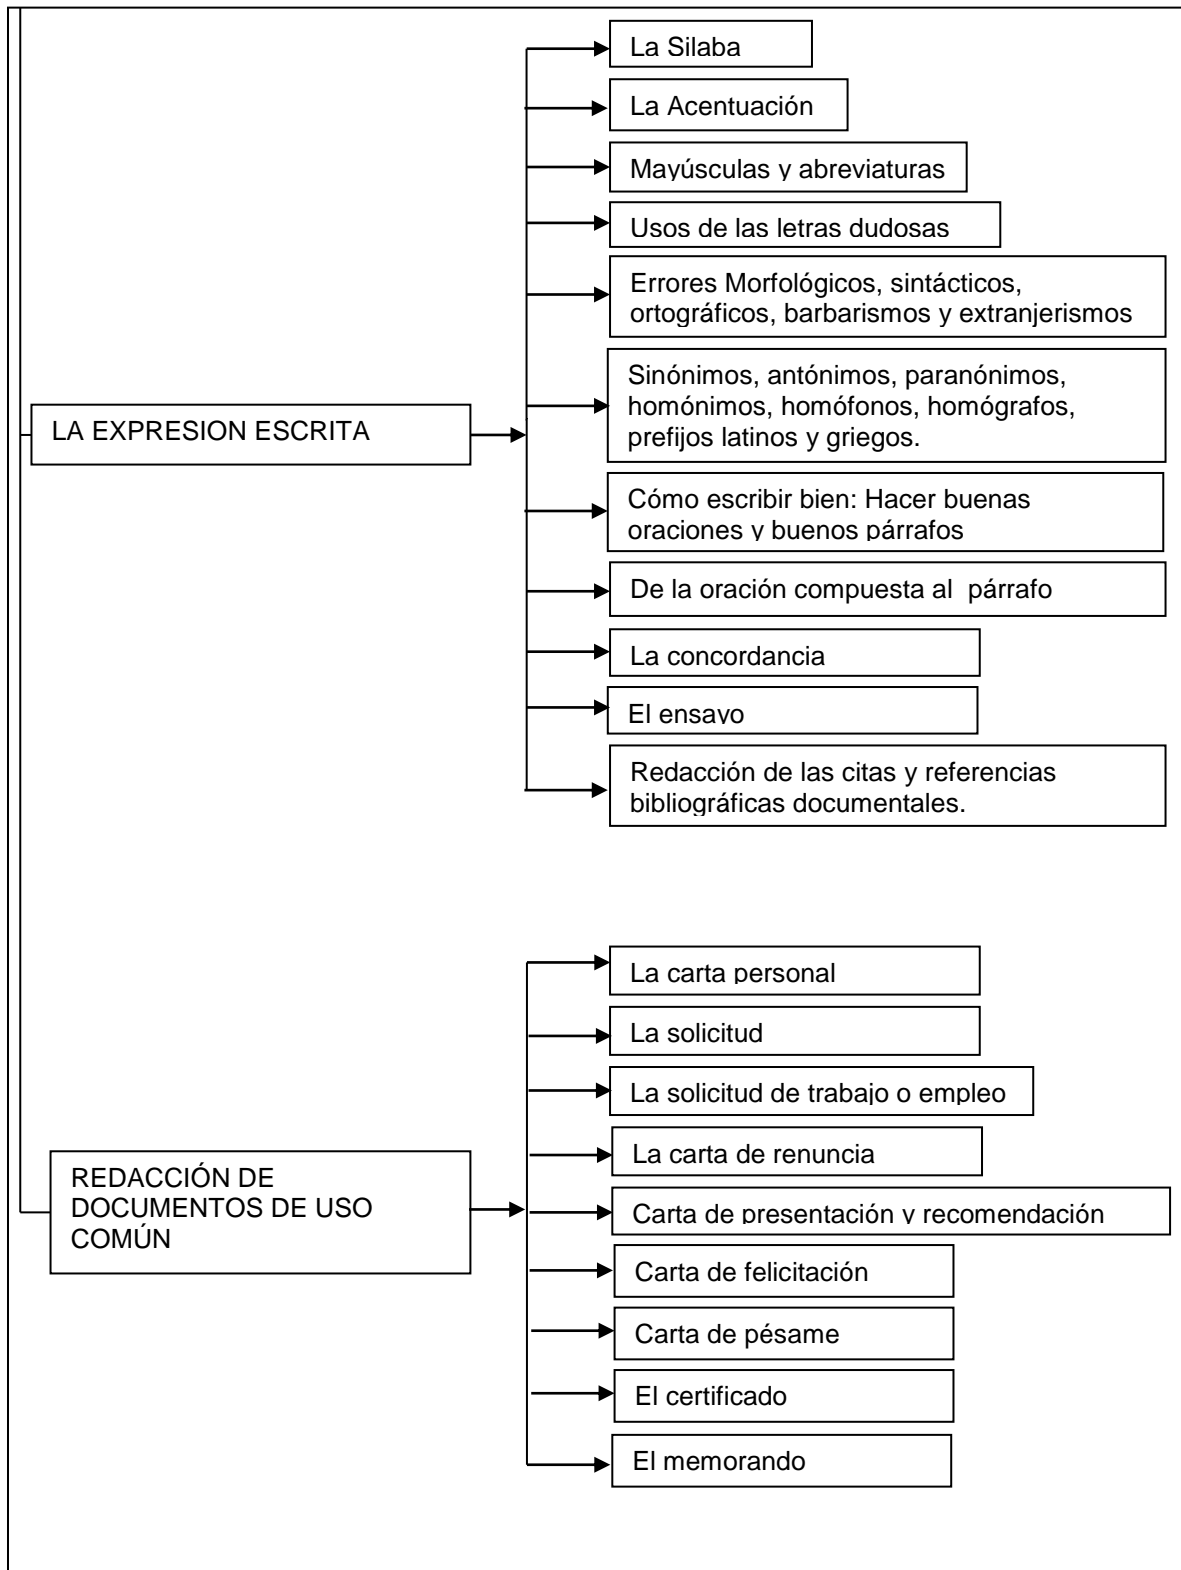 La Silaba
La Acentuación
Mayúsculas y abreviaturas
Usos de las letras dudosas
Errores Morfológicos, sintácticos,
ortográficos, barbarismos y extranjerismos
LA EXPRESION ESCRITA
Sinónimos, antónimos, paranónimos,
homónimos, homófonos, homógrafos,
prefijos latinos y griegos.
Cómo escribir bien: Hacer buenas
oraciones y buenos párrafos
De la oración compuesta al párrafo
La concordancia
El ensayo
Redacción de las citas y referencias
bibliográficas documentales.
REDACCIÓN DE
DOCUMENTOS DE USO
COMÚN
La carta personal
La solicitud
La solicitud de trabajo o empleo
La carta de renuncia
Carta de presentación y recomendación
Carta de felicitación
Carta de pésame
El certificado
El memorando